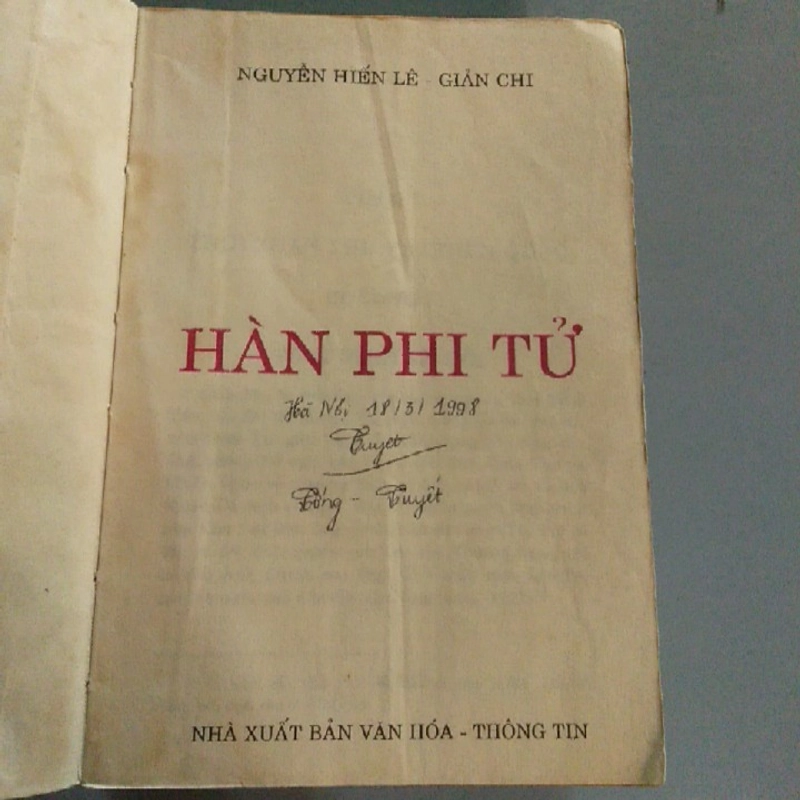 NGUYỄN HIẾN LÊ - GIẢN CHI
HÀN PHI TỬ
Hà Nội 18/3/1998
Tuyết
Tống - Tuyết
NHÀ XUẤT BẢN VĂN HÓA - THÔNG TIN